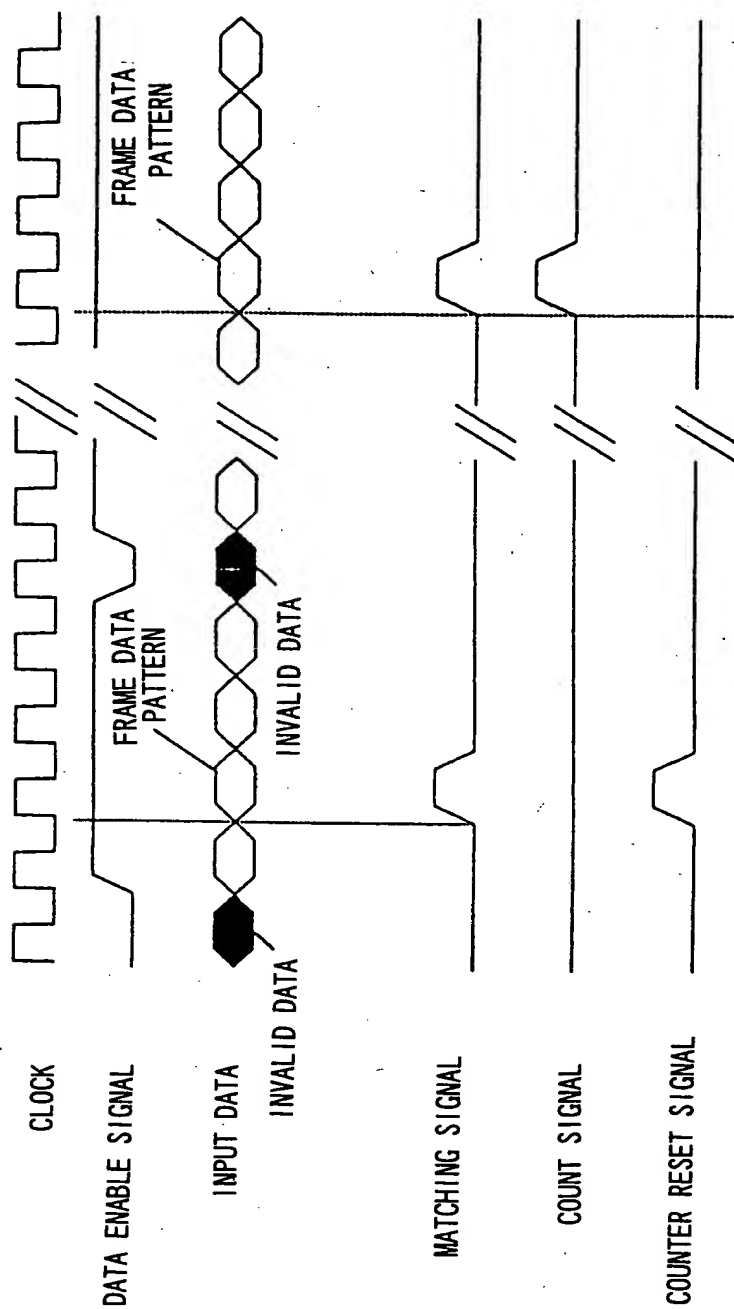 CLOCK
DATA ENABLE SIGNAL
INPUT DATA
INVALID DATA
FRAME DATA
PATTERN
INVALID DATA
FRAME DATA
PATTERN
MATCHING SIGNAL
COUNT SIGNAL
COUNTER RESET SIGNAL